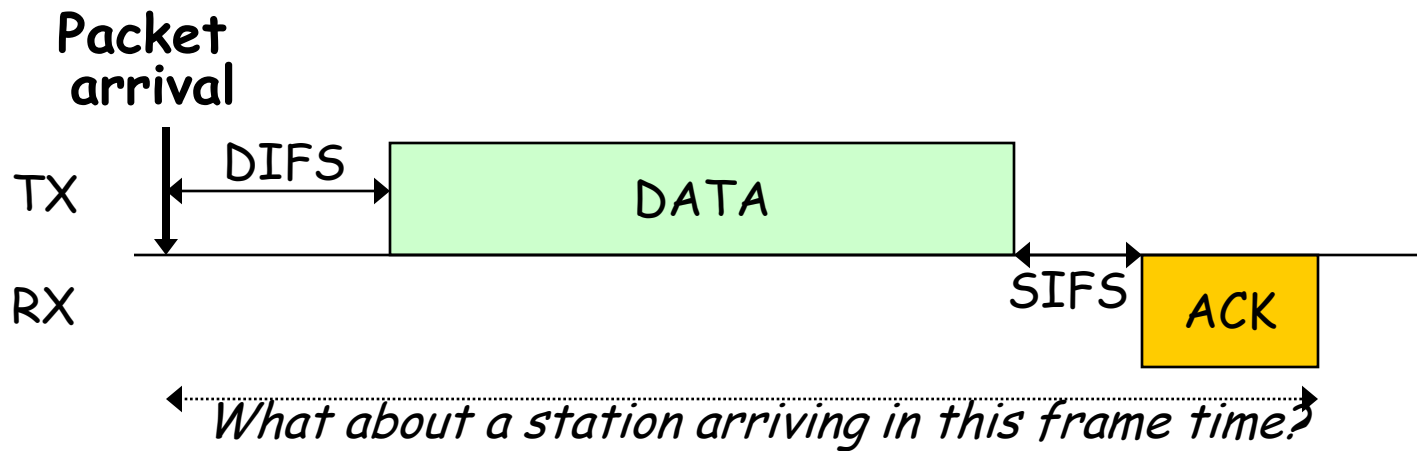 Packet
arrival
DIFS
TX
DATA
SIFS
RX
ACK
What about a station arriving in this frame time?